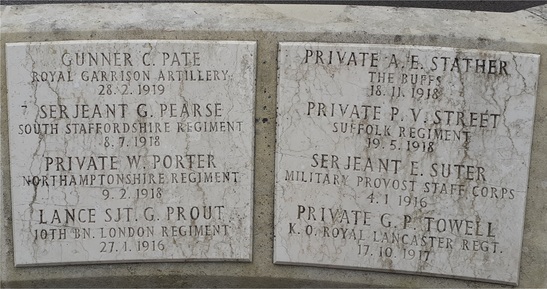 GUNNER C. PATE
ROYAL GARRISON ARTILLERY
28. 2. 1919
SERJEANT G. PEARSE
SOUTH STAFFORDSHIRE REGIMENT
8. 7. 1918
PRIVATE W. PORTER
NORTHAMPTONSHIRE REGIMENT
9. 2. 1918
LANCE SJT. G. PROUT
10TH BN. LONDON REGIMENT
27. 4. 1916
PRIVATE A. E. STATHER
THE BUFFS
18. 11. 1918
PRIVATE P. V. STREET
SUFFOLK REGIMENT
19. 5. 1918
SERJEANT E. SUTER
MILITARY PROVOST STAFF CORPS
4. 1. 1916
PRIVATE G. P. TOWELL
K. O. ROYAL LANCASTER REGT.
17. 10. 1917